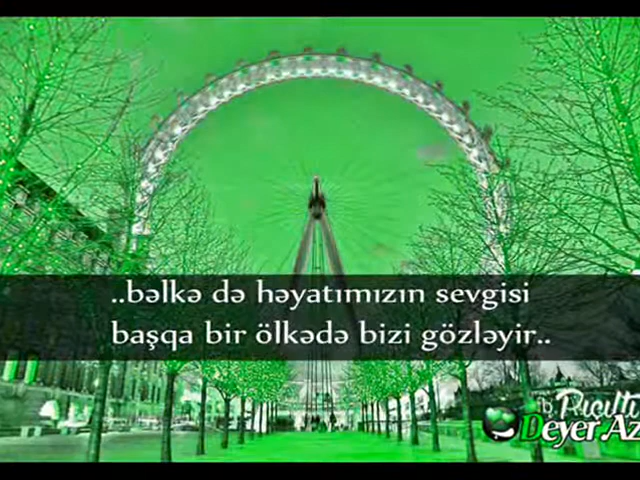 ..bəlkə də həyatımızın sevgisi
başqa bir ölkədə bizi gözləyir..
Deyer.Az